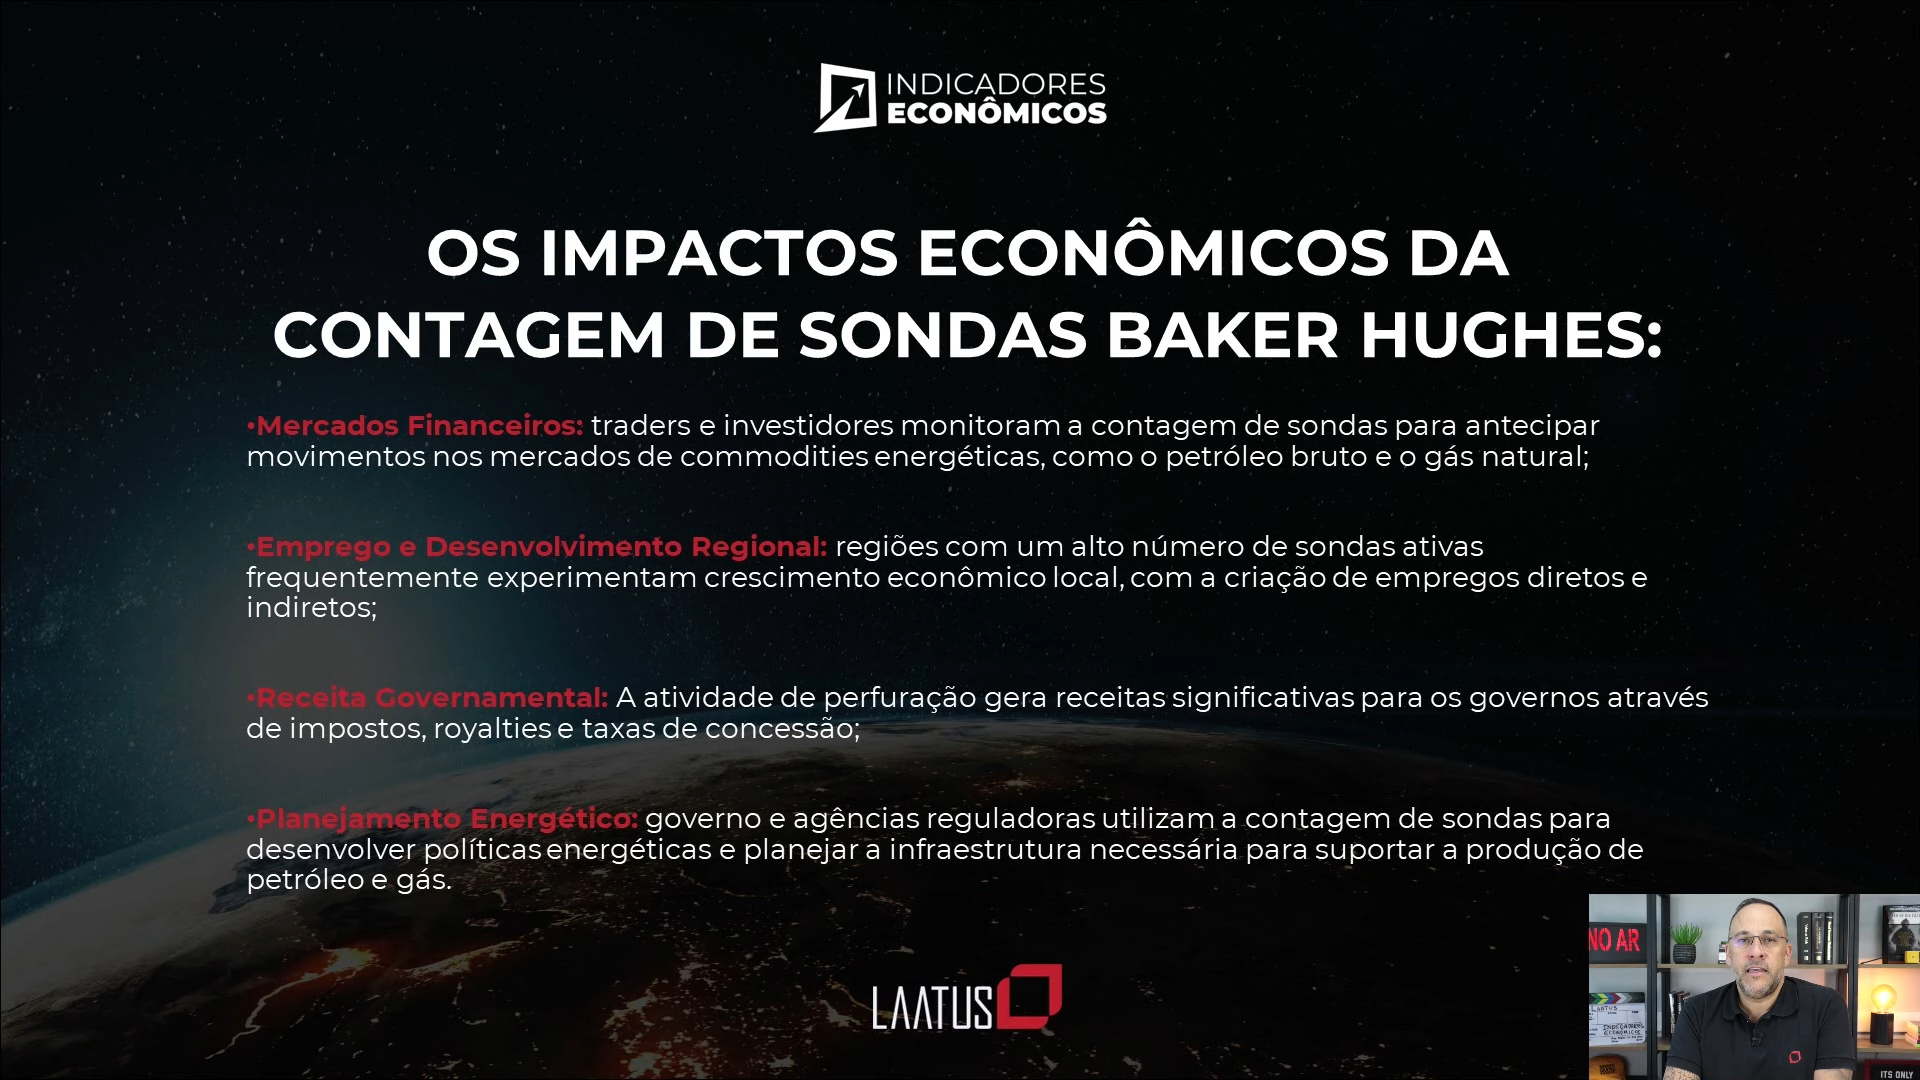 INDICADORES
ECONÔMICOS
OS IMPACTOS ECONÔMICOS DA
CONTAGEM DE SONDAS BAKER HUGHES:
•Mercados Financeiros: traders e investidores monitoram a contagem de sondas para antecipar
movimentos nos mercados de commodities energéticas, como o petróleo bruto e o gás natural;
•Emprego e Desenvolvimento Regional: regiões com um alto número de sondas ativas
frequentemente experimentam crescimento econômico local, com a criação de empregos diretos e
indiretos;
•Receita Governamental: A atividade de perfuração gera receitas significativas para os governos através
de impostos, royalties e taxas de concessão;
•Planejamento Energético: governo e agências reguladoras utilizam a contagem de sondas para
desenvolver políticas energéticas e planejar a infraestrutura necessária para suportar a produção de
petróleo e gás.
LAATUS
NO AR
LAATUS
INDICADORES
ECONÔMICOS
ITS ONLY